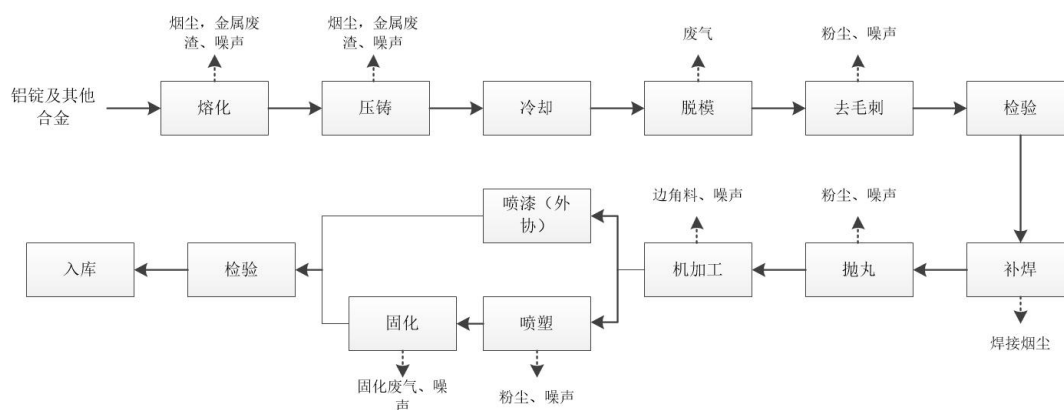 烟尘，金属废
渣、噪声
烟尘，金属废
渣、噪声
废气
粉尘、噪声
铝锭及其他
合金
熔化
压铸
冷却
脱模
去毛刺
检验
边角料、噪声
粉尘、噪声
喷漆（外
协）
入库
检验
机加工
抛丸
补焊
固化
喷塑
焊接烟尘
固化废气、噪
声
粉尘、噪声